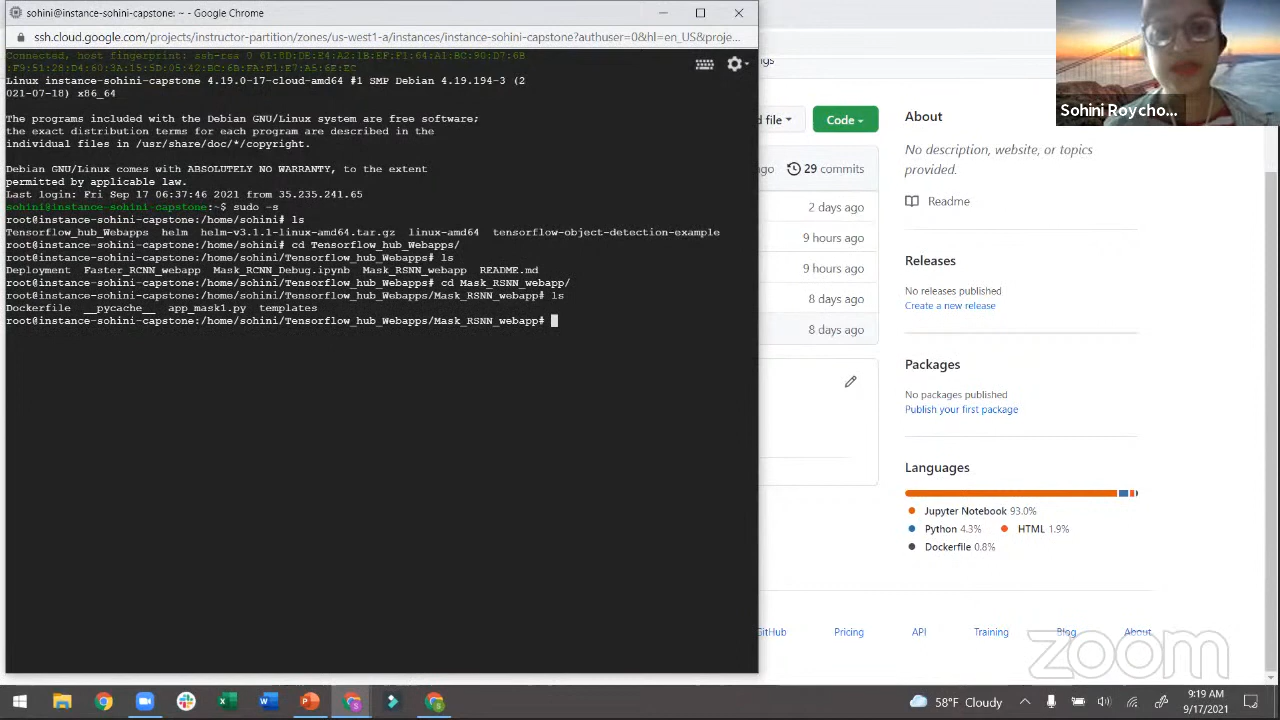 sohini@instance-sohini-capstone: ~ - Google Chrome
ssh.cloud.google.com/projects/instructor-partition/zones/us-west1-a/instances/instance-sohini-capstone?authuser=0&hl=en_US&proje...
Connected, host fingerprint: ssh-rsa 0
Linux instance-sohini-capstone 4.19.0-17-cloud-amd64 #1 SMP Debian 4.19.194-3 (2
021-07-18) x86_64
The programs included with the Debian GNU/Linux system are free software;
the exact distribution terms for each program are described in the
individual files in /usr/share/doc/*/copyright.
Debian GNU/Linux comes with ABSOLUTELY NO WARRANTY, to the extent
permitted by applicable law.
Last login: Fri Sep 17 06:37:46 2021 from 35.235.241.65
sohini@instance-sohini-capstone:~$ sudo -s
root@instance-sohini-capstone:/home/sohini# ls
Tensorflow_hub_Webapps helm helm-v3.1.1-linux-amd64.tar.gz linux-amd64 tensorflow-object-detection-example
root@instance-sohini-capstone:/home/sohini# cd Tensorflow_hub_Webapps/
root@instance-sohini-capstone:/home/sohini/Tensorflow_hub_Webapps# ls
Deployment Faster_RCNN_webapp Mask_RCNN_Debug.ipynb Mask_RSNN_webapp README.md
root@instance-sohini-capstone:/home/sohini/Tensorflow_hub_Webapps# cd Mask_RSNN_webapp/
root@instance-sohini-capstone:/home/sohini/Tensorflow_hub_Webapps/Mask_RSNN_webapp# ls
Dockerfile __pycache__ app_mask1 templates
root@instance-sohini-capstone:/home/sohini/Tensorflow_hub_Webapps/Mask_RSNN_webapp#
ngs
d file
Code
ago
29 commits
2 days ago
9 hours ago
9 hours ago
8 days ago
8 days ago
About
No description, website, or topics
provided.
Readme
Releases
No releases published
Create a new release
Packages
No packages published
Publish your first package
Languages
Jupyter Notebook 93.0%
Python 4.3% HTML 1.9%
Dockerfile 0.8%
GitHub Pricing API Training Blog About
Sohini Roycho...
zoom
58°F Cloudy
9:19 AM
9/17/2021